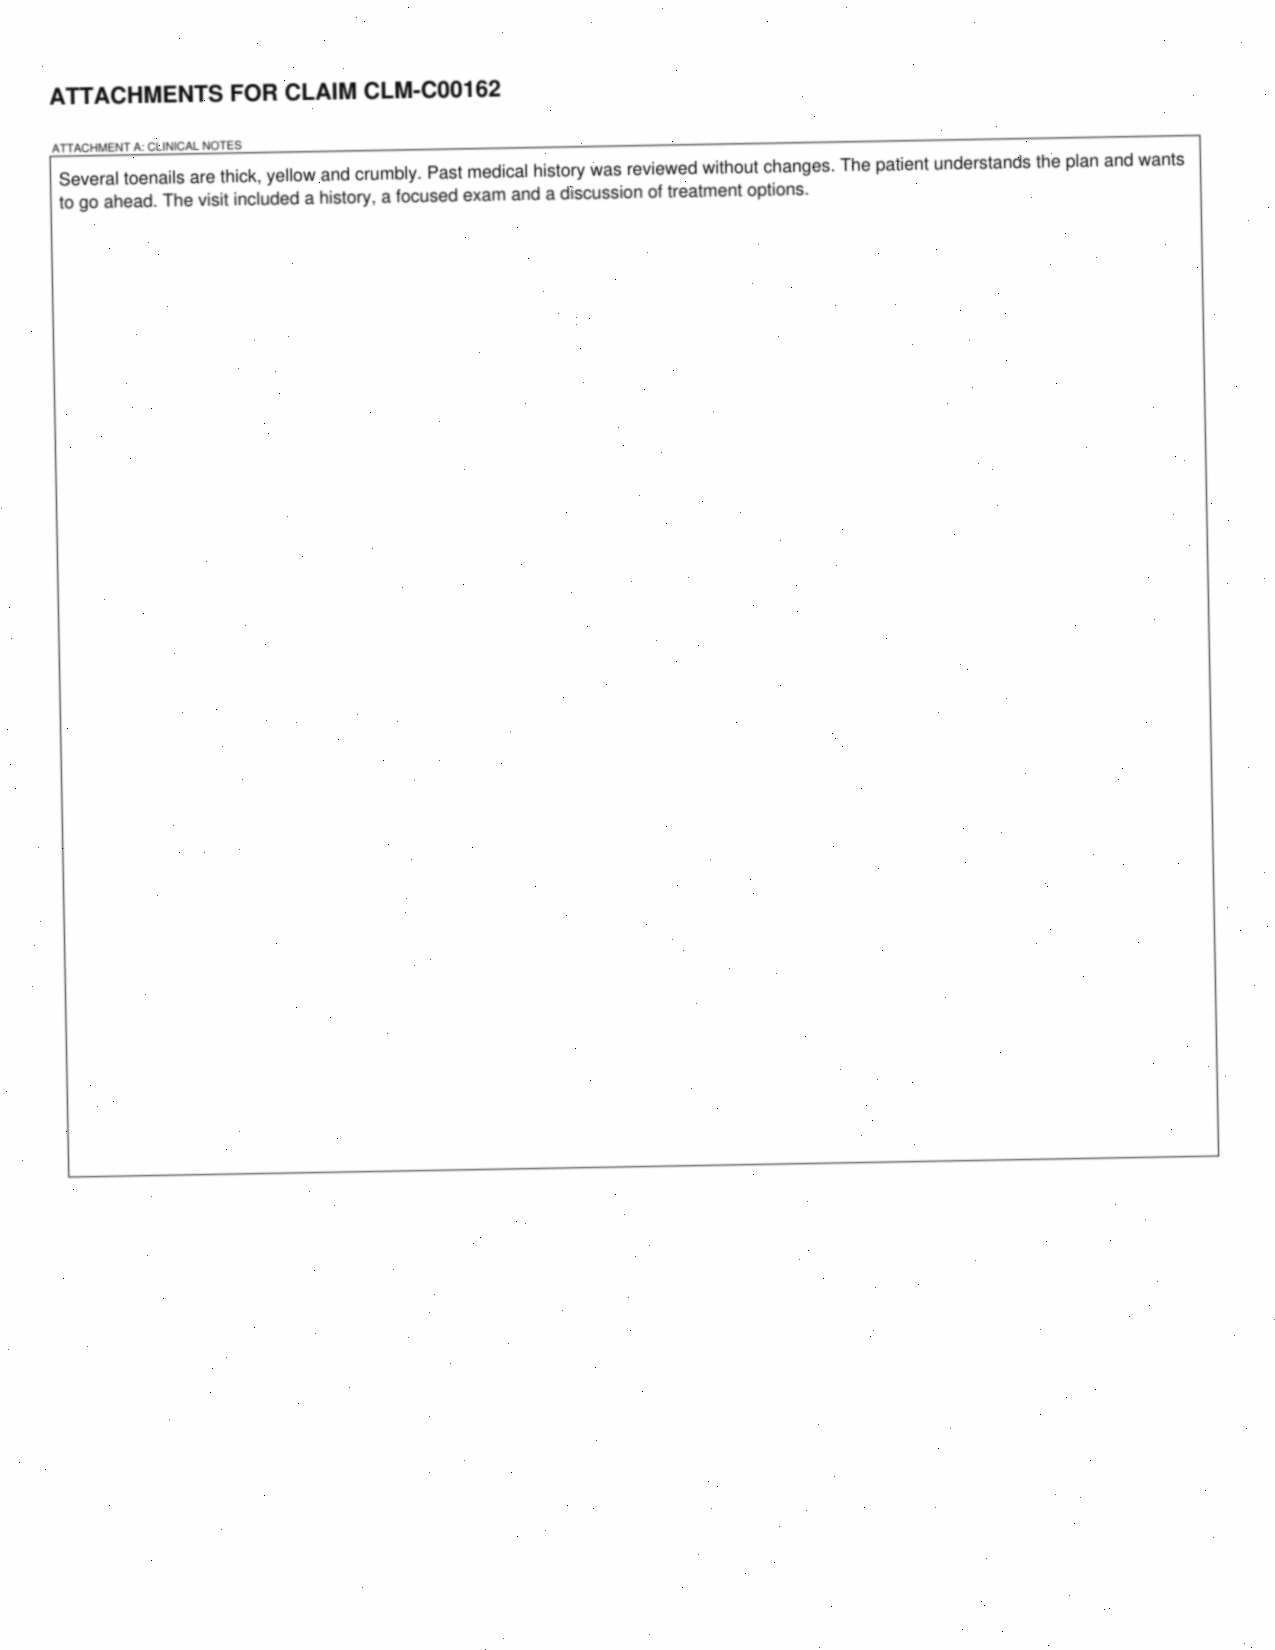 ATTACHMENTS FOR CLAIM CLM-C00162
ATTACHMENT A: CLINICAL NOTES
Several toenails are thick, yellow and crumbly. Past medical history was reviewed without changes. The patient understands the plan and wants
to go ahead. The visit included a history, a focused exam and a discussion of treatment options.